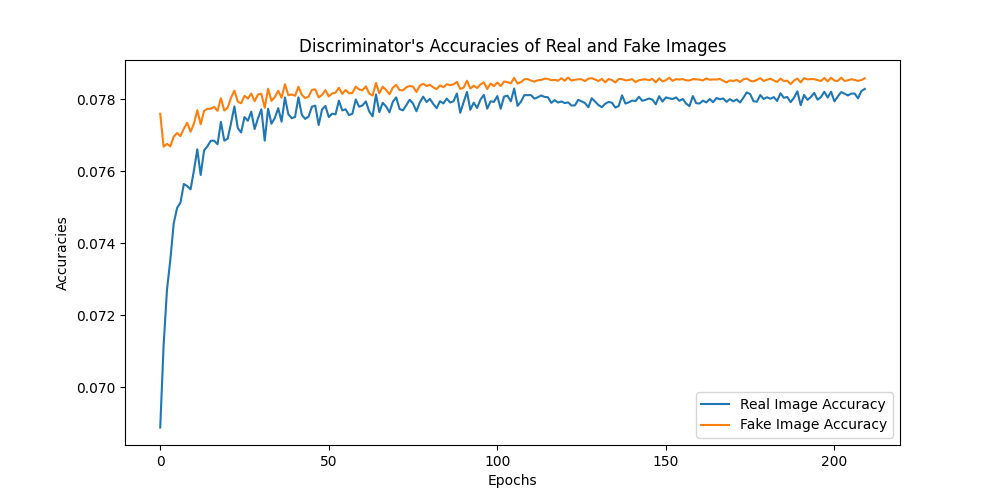 Discriminator's Accuracies of Real and Fake Images
Accuracies
0.078
0.076
0.074
0.072
0.070
0
50
100
150
200
Epochs
Real Image Accuracy
Fake Image Accuracy